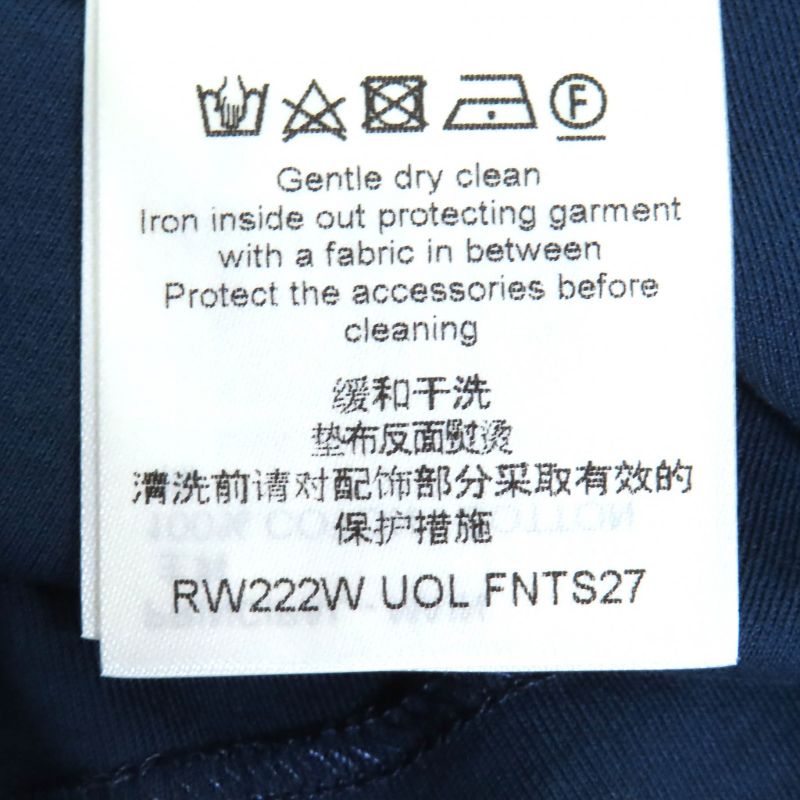 F
Gentle dry clean
Iron inside out protecting garment
with a fabric in between
Protect the accessories before
cleaning
缓和干洗
垫布反面熨烫
清洗前请对配饰部分采取有效的
保护措施
RW222W UOL FNTS27